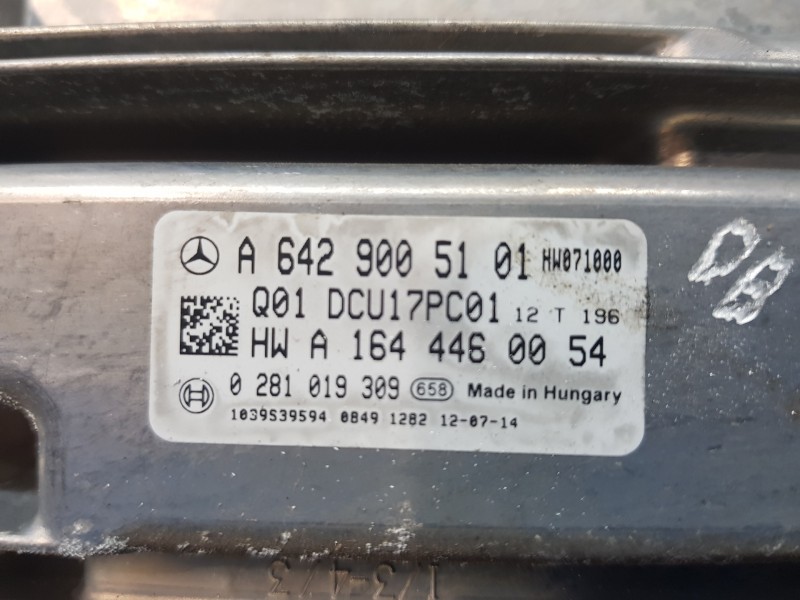 A 642 900 51 01 HW071000
Q01 DCU17PC01 12 T 196
HW A 164 446 00 54
0 281 019 309 658 Made in Hungary
1039S39594 0849 1282 12-07-14
DB